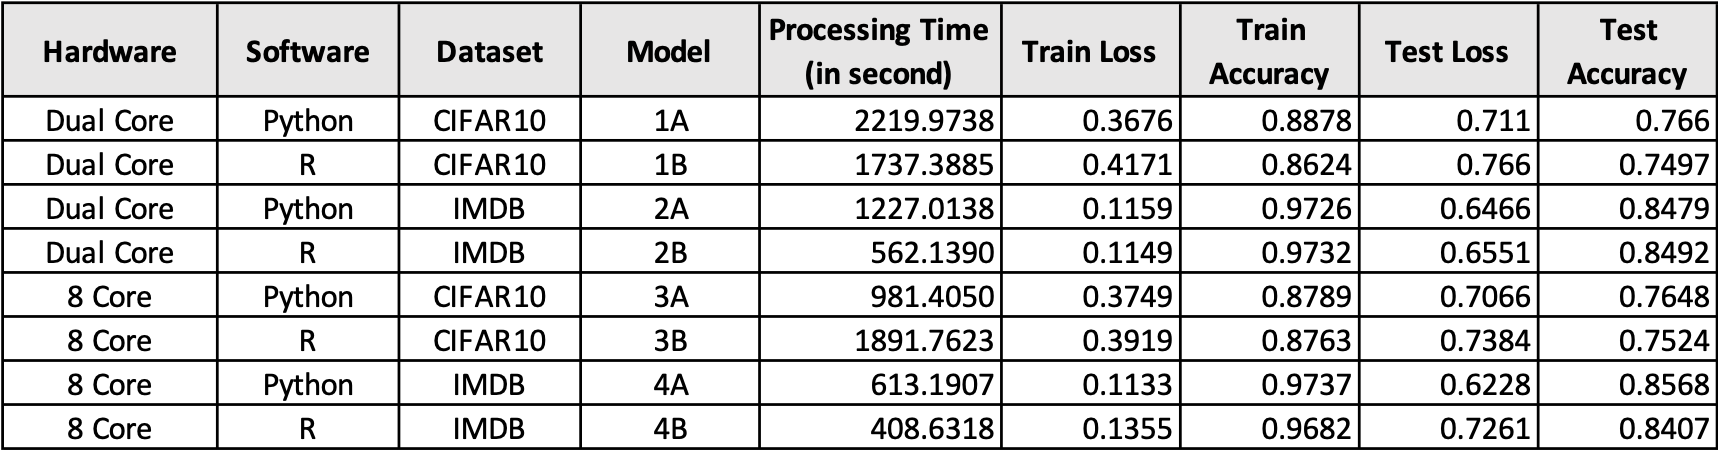 Hardware Software Dataset Model Processing Time (in second) Train Loss Train Accuracy Test Loss Test Accuracy
Dual Core Python CIFAR10 1A 2219.9738 0.3676 0.8878 0.711 0.766
Dual Core R CIFAR10 1B 1737.3885 0.4171 0.8624 0.766 0.7497
Dual Core Python IMDB 2A 1227.0138 0.1159 0.9726 0.6466 0.8479
Dual Core R IMDB 2B 562.1390 0.1149 0.9732 0.6551 0.8492
8 Core Python CIFAR10 3A 981.4050 0.3749 0.8789 0.7066 0.7648
8 Core R CIFAR10 3B 1891.7623 0.3919 0.8763 0.7384 0.7524
8 Core Python IMDB 4A 613.1907 0.1133 0.9737 0.6228 0.8568
8 Core R IMDB 4B 408.6318 0.1355 0.9682 0.7261 0.8407